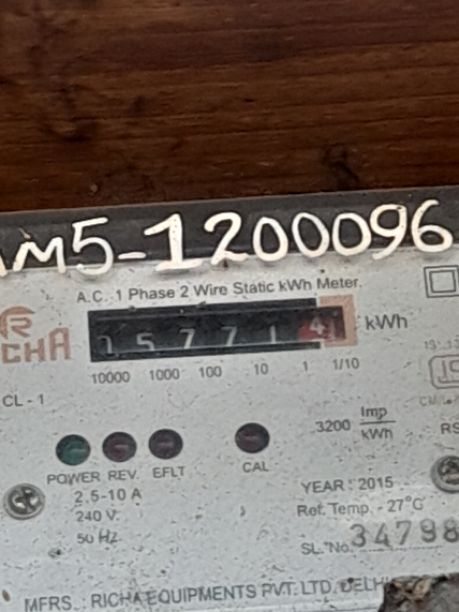 M5-1200096
A.C. 1 Phase 2 Wire Static kWh Meter.
RICHA
15771 4 kWh
10000 1000 100 10 1 1/10
CL-1
3200 Imp/kWh
POWER REV. EFLT CAL
2.5-10 A
240 V.
50 Hz.
YEAR : 2015
Ref. Temp. - 27°C
SL. No. 34798
MFRS. : RICHA EQUIPMENTS PVT. LTD. DELHI